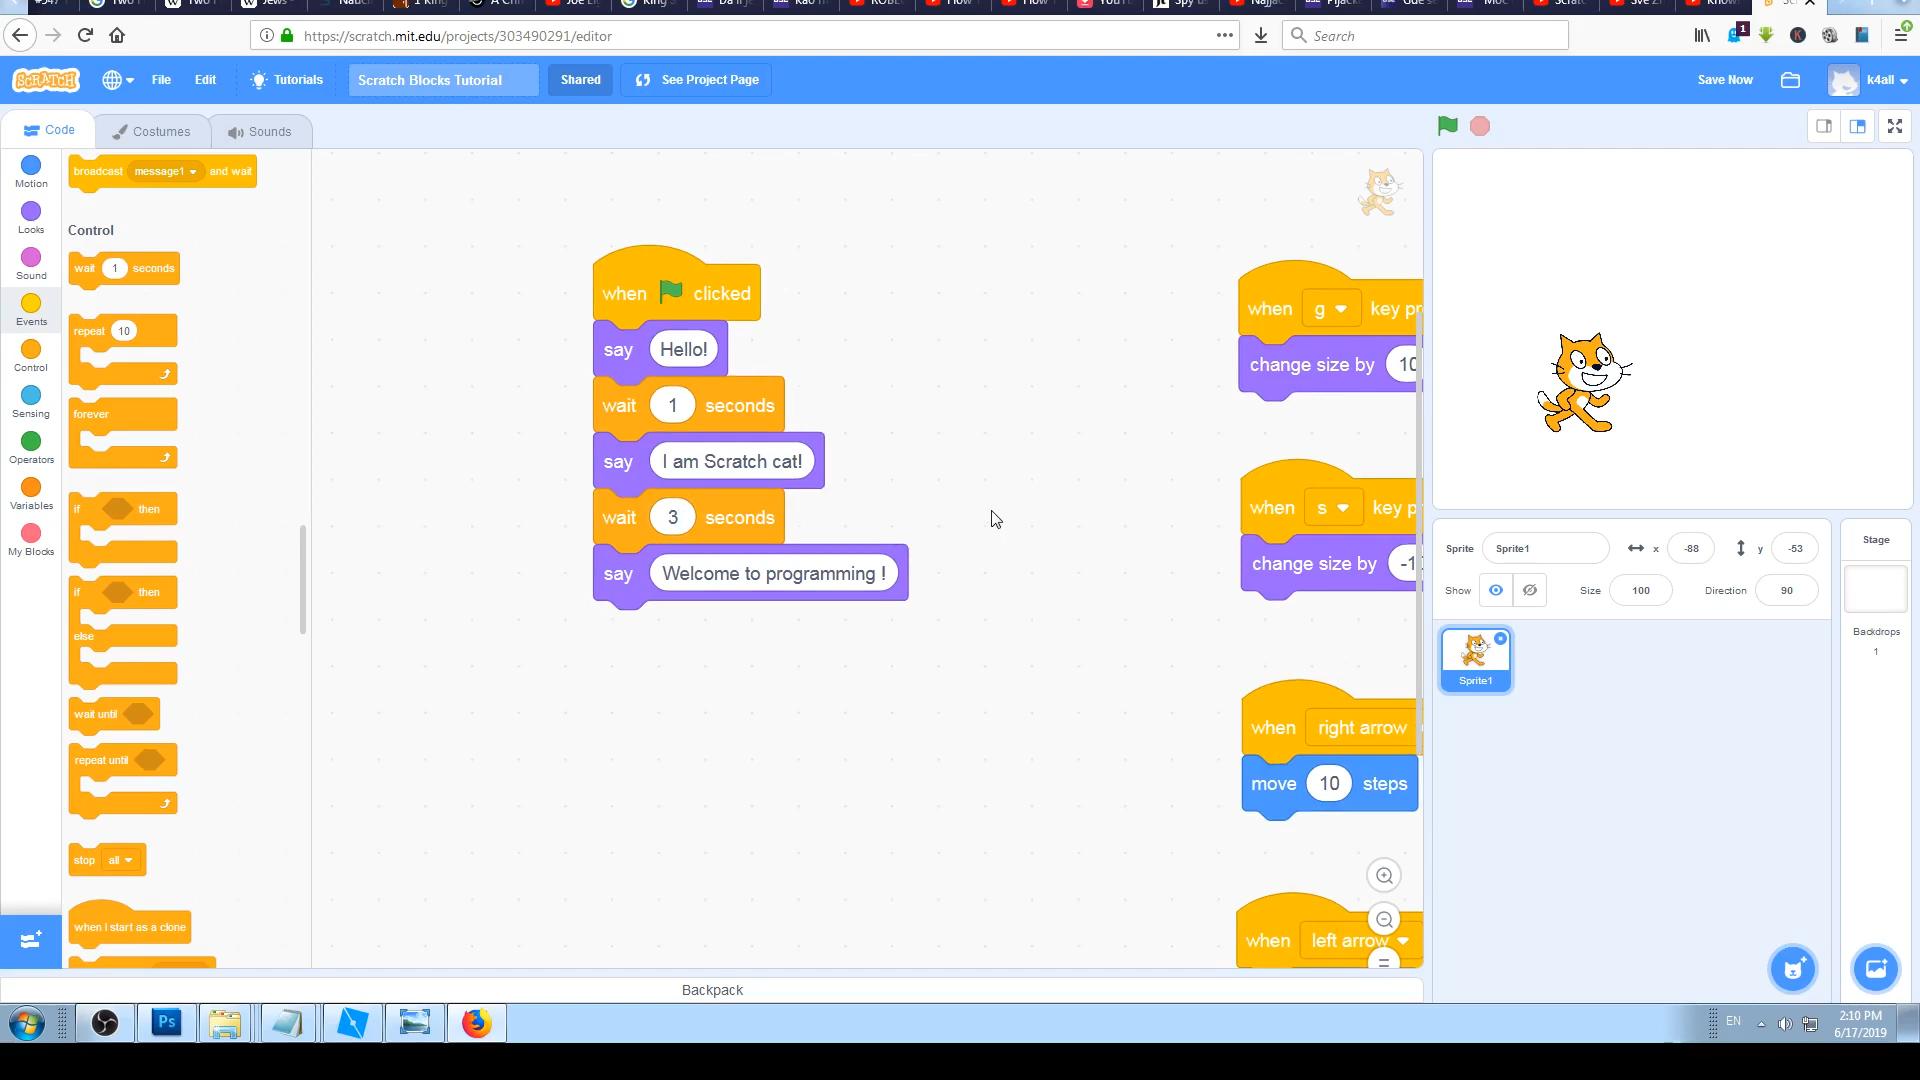 https://scratch.mit.edu/projects/303490291/editor
Search
1
SCRATCH
File
Edit
Tutorials
Scratch Blocks Tutorial
Shared
See Project Page
Save Now
k4all
Code
Costumes
Sounds
Motion
Looks
Sound
Events
Control
Sensing
Operators
Variables
My Blocks
broadcast message1 and wait
Control
wait 1 seconds
repeat 10
forever
if then
if then
else
wait until
repeat until
stop all
when I start as a clone
when clicked
say Hello!
wait 1 seconds
say I am Scratch cat!
wait 3 seconds
say Welcome to programming !
when g key pr
change size by 10
when s key p
change size by -1
when right arrow
move 10 steps
when left arrow
Sprite Sprite1 x -88 y -53
Show Size 100 Direction 90
Sprite1
Stage
Backdrops
1
Backpack
Ps
EN
2:10 PM
6/17/2019